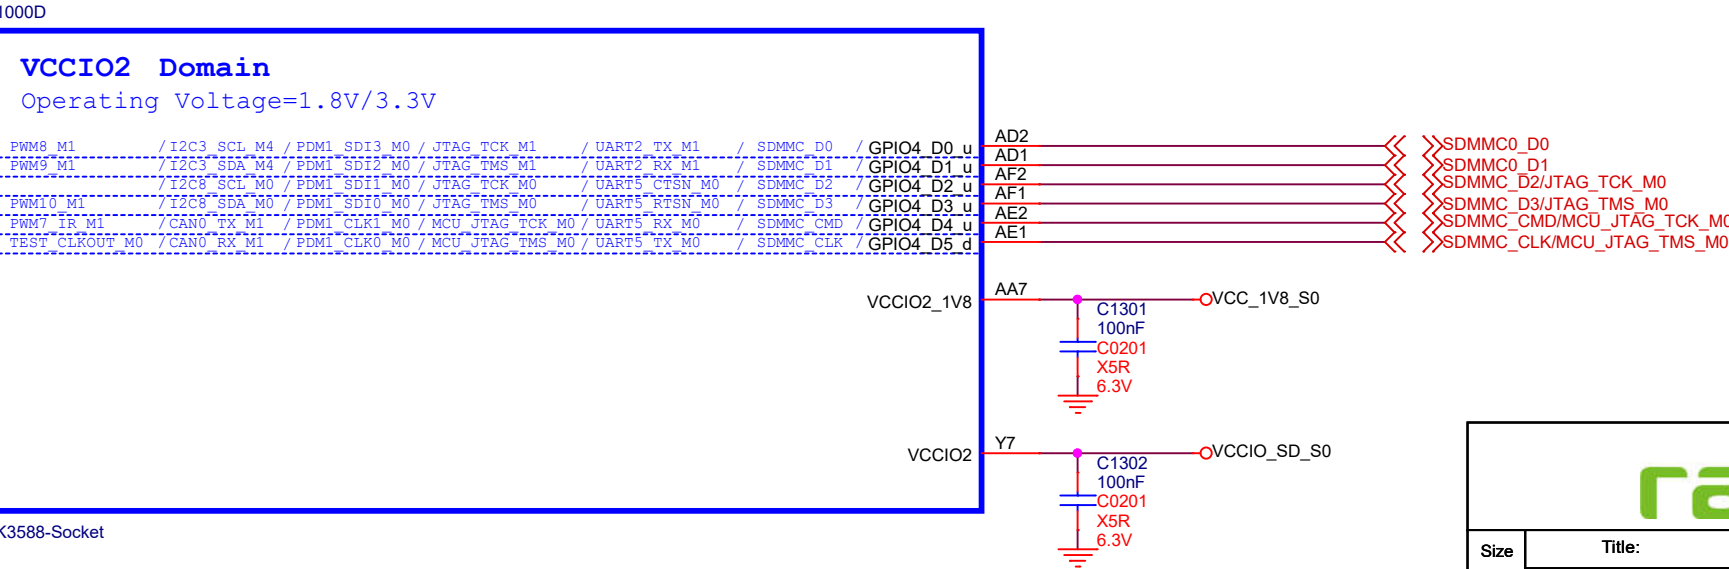 1000D
VCCIO2 Domain
Operating Voltage=1.8V/3.3V
PWM8_M1 /I2C3_SCL_M4 /PDM1_SDI3_M0 /JTAG_TCK_M1 /UART2_TX_M1 / SDMMC_D0 /GPIO4_D0_u AD2 SDMMC0_D0
PWM9_M1 /I2C3_SDA_M4 /PDM1_SDI2_M0 /JTAG_TMS_M1 /UART2_RX_M1 / SDMMC_D1 /GPIO4_D1_u AD1 SDMMC0_D1
/I2C8_SCL_M0 /PDM1_SDI1_M0 /JTAG_TCK_M0 /UART5_CTSN_M0 / SDMMC_D2 /GPIO4_D2_u AF2 SDMMC_D2/JTAG_TCK_M0
PWM10_M1 /I2C8_SDA_M0 /PDM1_SDI0_M0 /JTAG_TMS_M0 /UART5_RTSN_M0 / SDMMC_D3 /GPIO4_D3_u AF1 SDMMC_D3/JTAG_TMS_M0
PWM7_IR_M1 /CAN0_TX_M1 /PDM1_CLK1_M0 /MCU_JTAG_TCK_M0 /UART5_RX_M0 / SDMMC_CMD /GPIO4_D4_u AE2 SDMMC_CMD/MCU_JTAG_TCK_M0
TEST_CLKOUT_M0 /CAN0_RX_M1 /PDM1_CLK0_M0 /MCU_JTAG_TMS_M0 /UART5_TX_M0 / SDMMC_CLK /GPIO4_D5_d AE1 SDMMC_CLK/MCU_JTAG_TMS_M0
VCCIO2_1V8 AA7 VCC_1V8_S0
C1301
100nF
C0201
X5R
6.3V
VCCIO2 Y7 VCCIO_SD_S0
C1302
100nF
C0201
X5R
6.3V
K3588-Socket
ra
Size Title: